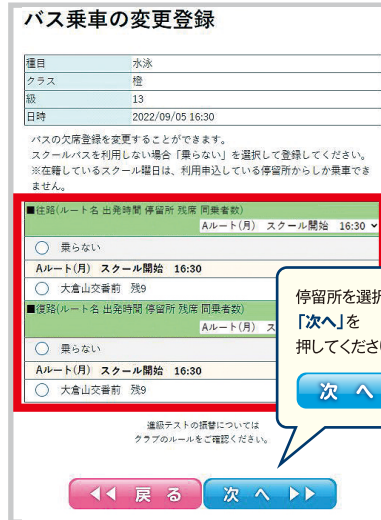 バス乗車の変更登録
種目 水泳
クラス 橙
級 13
日時 2022/09/05 16:30
バスの欠席登録を変更することができます。
スクールバスを利用しない場合「乗らない」を選択して登録してください。
※在籍しているスクール曜日は、利用申込している停留所からしか乗車でき
ません。
■往路(ルート名 出発時間 停留所 残席 同乗者数)
Aルート(月) スクール開始 16:30
乗らない
Aルート(月) スクール開始 16:30
大倉山交番前 残9
■復路(ルート名 出発時間 停留所 残席 同乗者数)
Aルート(月) ス
乗らない
Aルート(月) スクール開始 16:30
大倉山交番前 残9
停留所を選択
「次へ」を
押してくださ
次 へ
進級テストの振替については
クラブのルールをご確認ください。
戻 る
次 へ